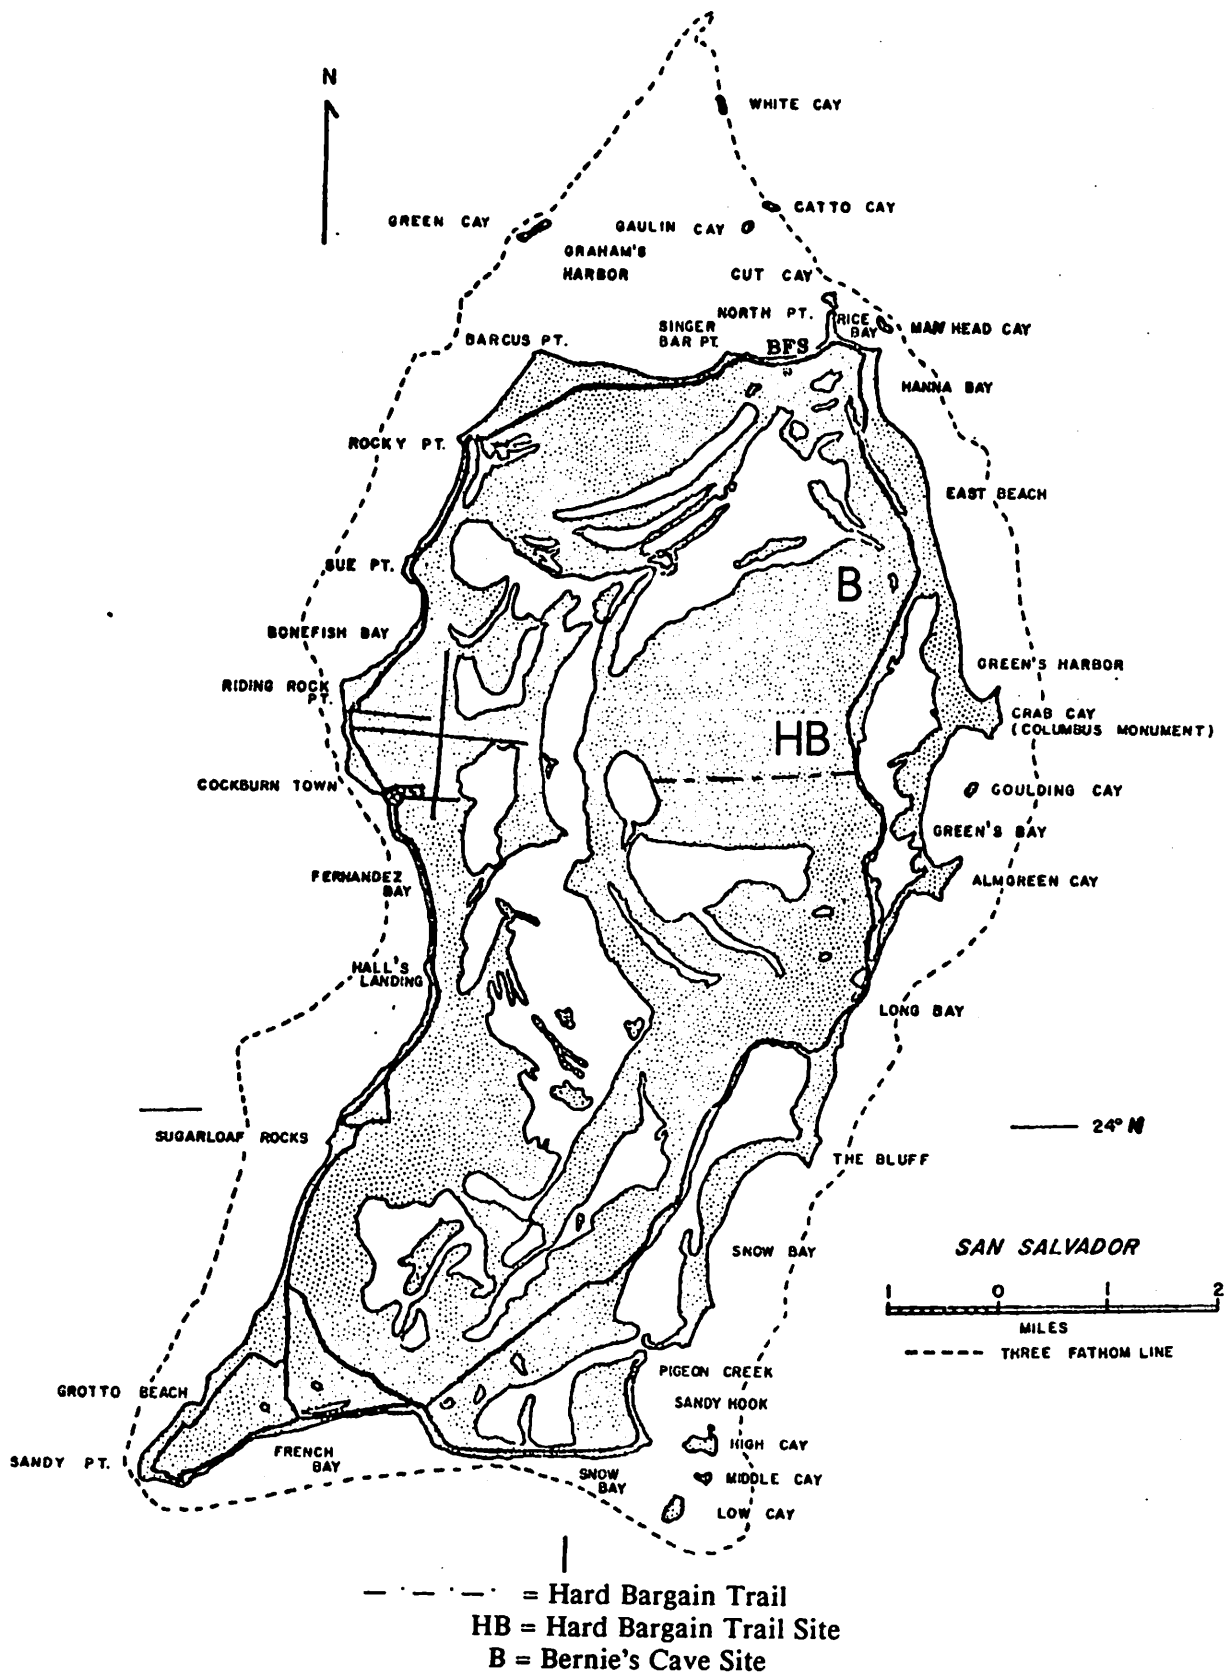 N
WHITE CAY
CATTO CAY
GREEN CAY
GAULIN CAY
GRAHAM'S
HARBOR
CUT CAY
NORTH PT.
RICE
BAY
MAN HEAD CAY
SINGER
BAR PT.
BARCUS PT.
BFS
HANNA BAY
ROCKY PT.
EAST BEACH
SUE PT.
B
BONEFISH BAY
GREEN'S HARBOR
RIDING ROCK
PT.
CRAB CAY
(COLUMBUS MONUMENT)
HB
COCKBURN TOWN
GOULDING CAY
GREEN'S BAY
FERNANDEZ
BAY
ALMGREEN CAY
HALL'S
LANDING
LONG BAY
SUGARLOAF ROCKS
24° N
THE BLUFF
SNOW BAY
SAN SALVADOR
1 0 1 2
MILES
THREE FATHOM LINE
PIGEON CREEK
GROTTO BEACH
SANDY HOOK
HIGH CAY
SANDY PT.
FRENCH
BAY
SNOW
BAY
MIDDLE CAY
LOW CAY
= Hard Bargain Trail
HB = Hard Bargain Trail Site
B = Bernie's Cave Site